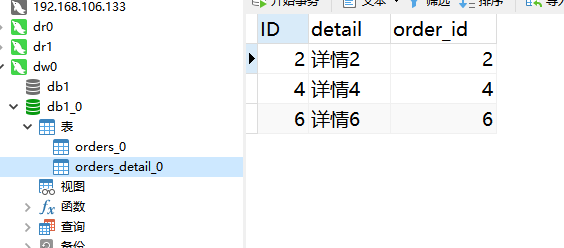 192.168.106.133
dr0
dr1
dw0
db1
db1_0
表
orders_0
orders_detail_0
视图
函数
查询
备份
开始事务 文本 筛选 排序
ID detail order_id
2 详情2 2
4 详情4 4
6 详情6 6